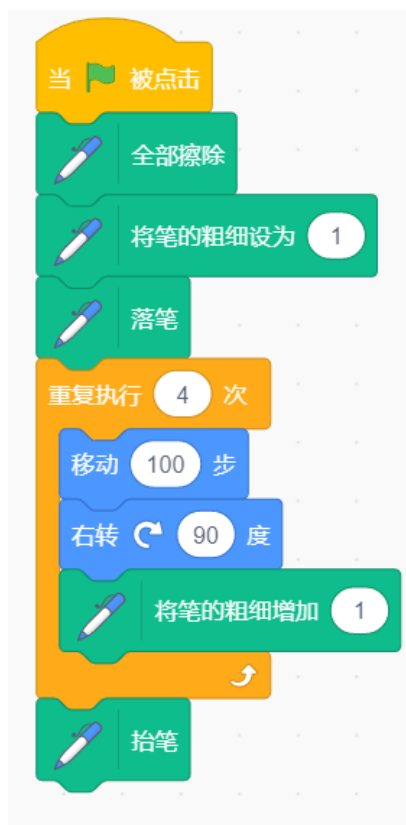 当 被点击
全部擦除
将笔的粗细设为 1
落笔
重复执行 4 次
移动 100 步
右转 90 度
将笔的粗细增加 1
抬笔